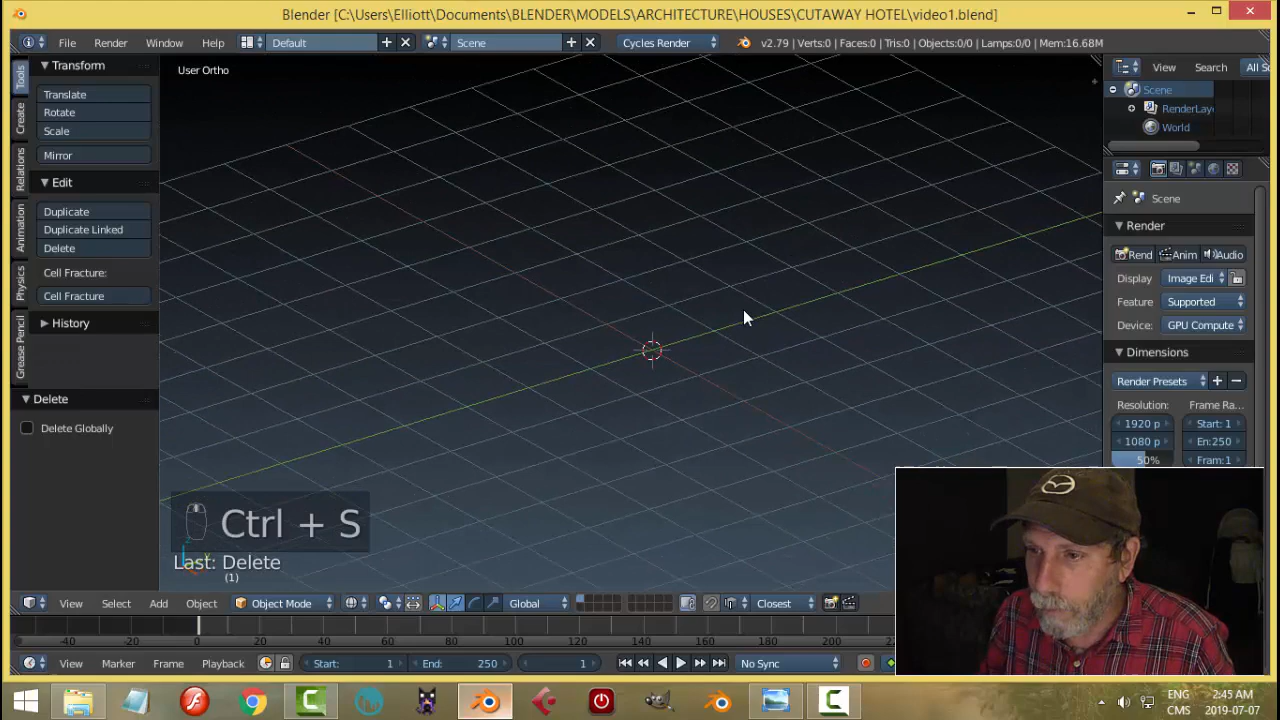 Blender [C:\Users\Elliott\Documents\BLENDER\MODELS\ARCHITECTURE\HOUSES\CUTAWAY HOTEL\video1.blend]
File Render Window Help Default Scene Cycles Render v2.79 | Verts:0 | Faces:0 | Tris:0 | Objects:0/0 | Lamps:0/0 | Mem:16.68M
Tools
Create
Relations
Animation
Physics
Grease Pencil
Transform
Translate
Rotate
Scale
Mirror
Edit
Duplicate
Duplicate Linked
Delete
Cell Fracture:
Cell Fracture
History
Delete
Delete Globally
User Ortho
Ctrl + S
Last: Delete
(1)
View Search All Sc
Scene
RenderLaye
World
Scene
Render
Rend Anim Audio
Display Image Edi
Feature Supported
Device: GPU Compute
Dimensions
Render Presets
Resolution: Frame Ra...
1920 p Start: 1
1080 p En:250
50% Fram:1
View Select Add Object Object Mode Global Closest
-40 -20 0 20 40 60 80 100 120 140 160 180 200 22
View Marker Frame Playback Start: 1 End: 250 1 No Sync
ENG 2:45 AM
CMS 2019-07-07